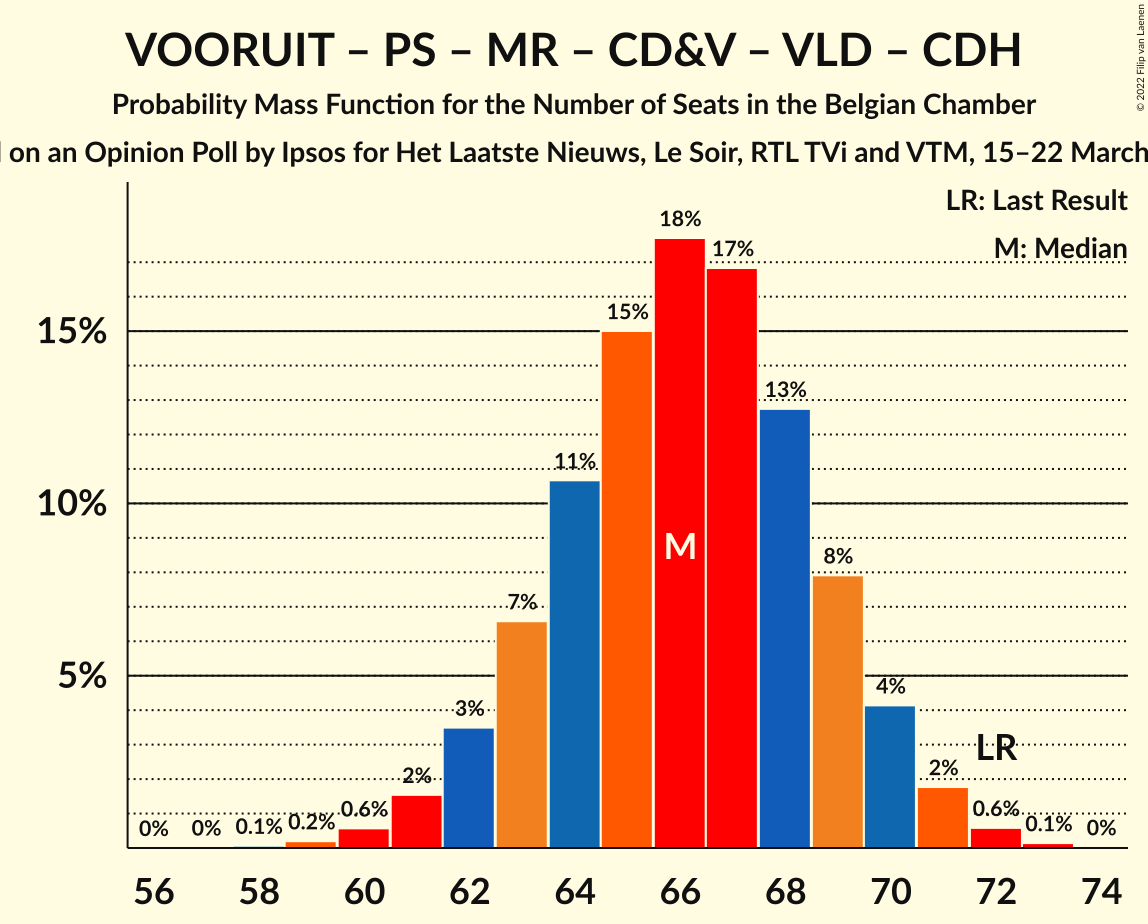 VOORUIT – PS – MR – CD&V – VLD – CDH
Probability Mass Function for the Number of Seats in the Belgian Chamber
on an Opinion Poll by Ipsos for Het Laatste Nieuws, Le Soir, RTL TVi and VTM, 15–22 March
© 2022 Filip van Laenen
LR: Last Result
M: Median
18%
17%
15%
15%
13%
11%
10%
M
8%
7%
5%
4%
3%
LR
2%
2%
0.6%
0.6%
0% 0% 0.1% 0.2%
0.1% 0%
56 58 60 62 64 66 68 70 72 74